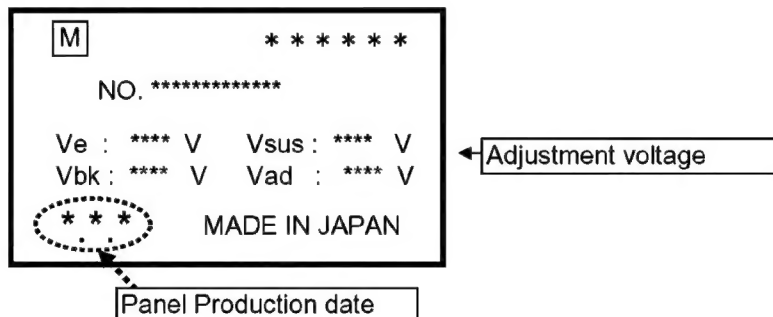 M ******
NO. *************
Ve : **** V Vsus : **** V
Vbk : **** V Vad : **** V
Adjustment voltage
* * *
. .
MADE IN JAPAN
Panel Production date